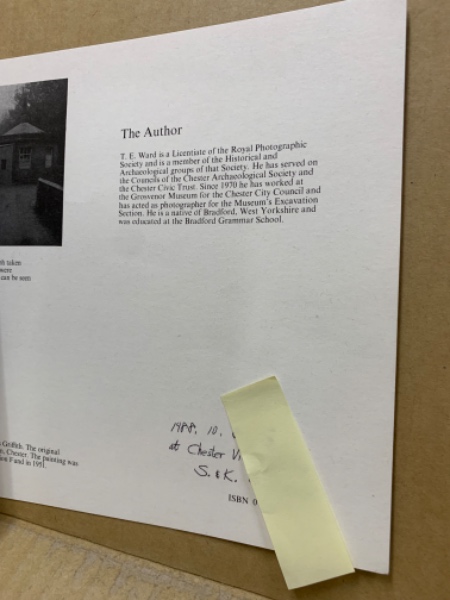 The Author
T. E. Ward is a Licentiate of the Royal Photographic
Society and is a member of the Historical and
Archaeological groups of that Society. He has served on
the Councils of the Chester Archaeological Society and
the Chester Civic Trust. Since 1970 he has worked at
the Grosvenor Museum for the Chester City Council and
has acted as photographer for the Museum's Excavation
Section. He is a native of Bradford, West Yorkshire and
was educated at the Bradford Grammar School.
taken
were
can be seen
Griffith. The original
Chester. The painting was
Fund in 1951.
1988. 10.
at Chester
S. & K.
ISBN 0